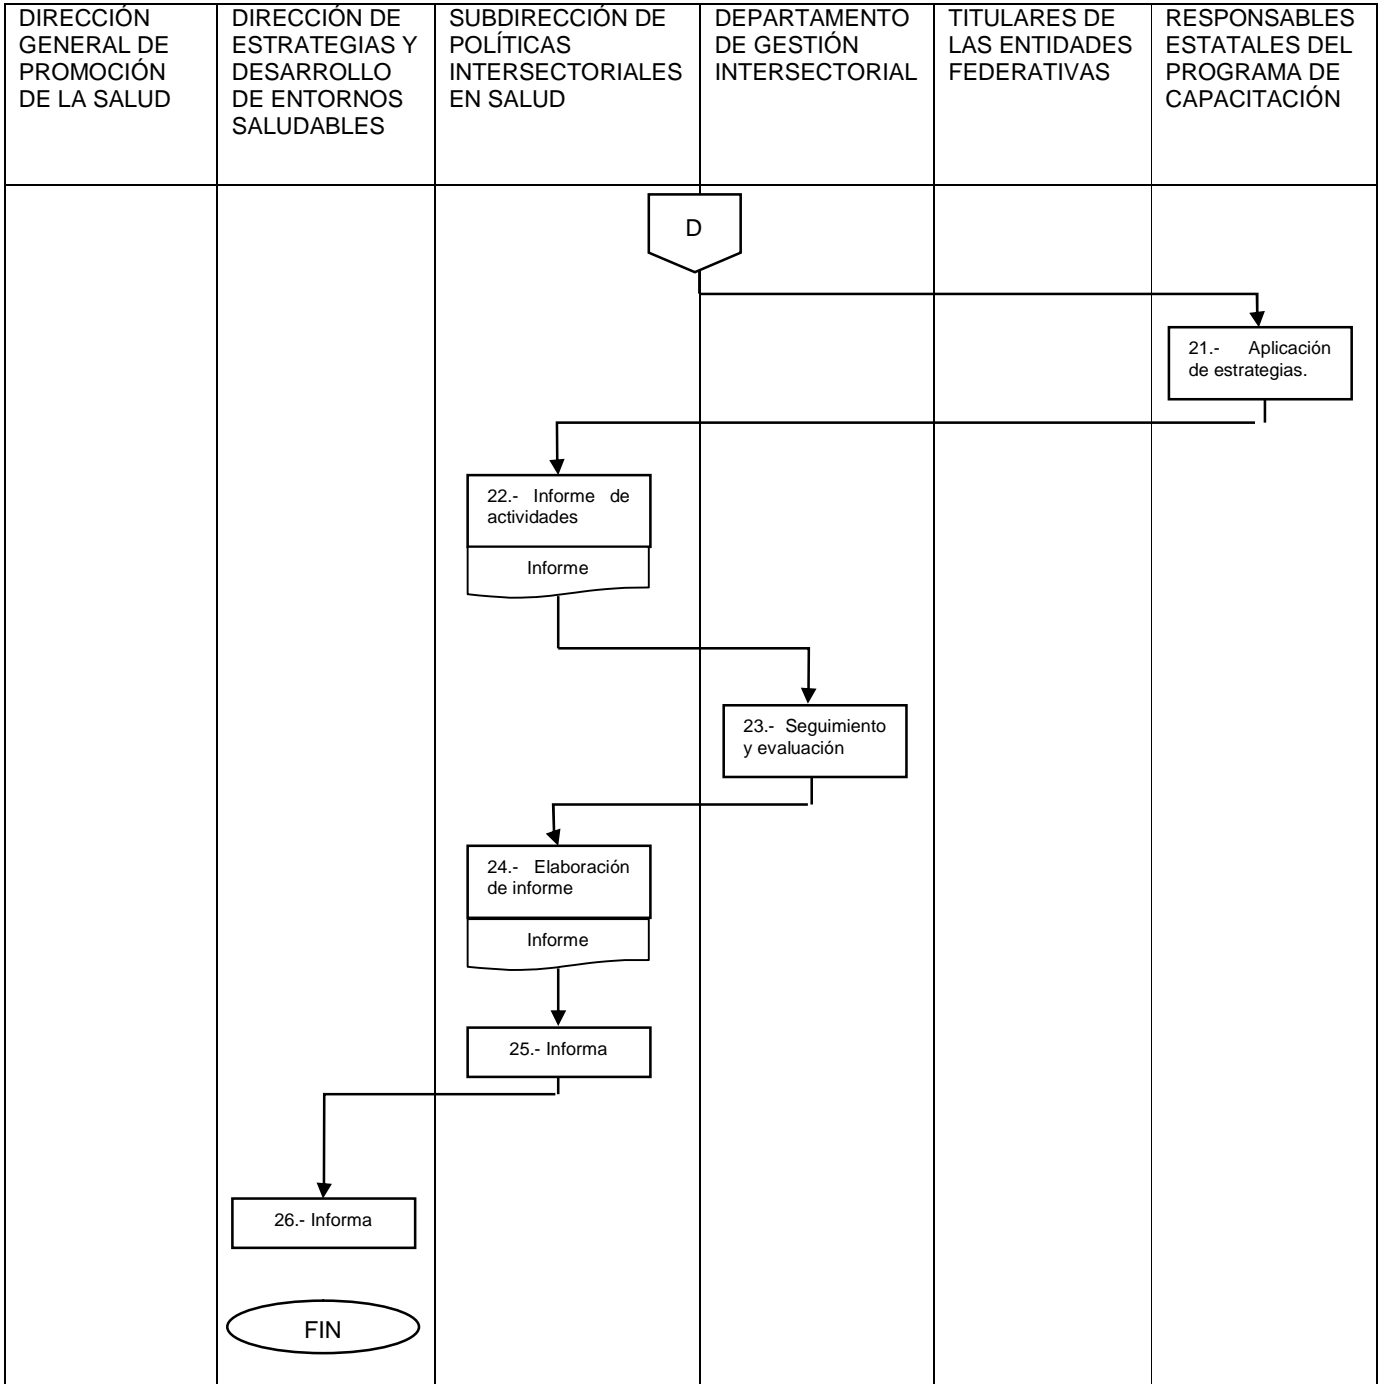 DIRECCIÓN
GENERAL DE
PROMOCIÓN
DE LA SALUD
DIRECCIÓN DE
ESTRATEGIAS Y
DESARROLLO
DE ENTORNOS
SALUDABLES
SUBDIRECCIÓN DE
POLÍTICAS
INTERSECTORIALES
EN SALUD
DEPARTAMENTO
DE GESTIÓN
INTERSECTORIAL
TITULARES DE
LAS ENTIDADES
FEDERATIVAS
RESPONSABLES
ESTATALES DEL
PROGRAMA DE
CAPACITACIÓN
D
21.- Aplicación
de estrategias.
22.- Informe de
actividades
Informe
23.- Seguimiento
y evaluación
24.- Elaboración
de informe
Informe
25.- Informa
26.- Informa
FIN